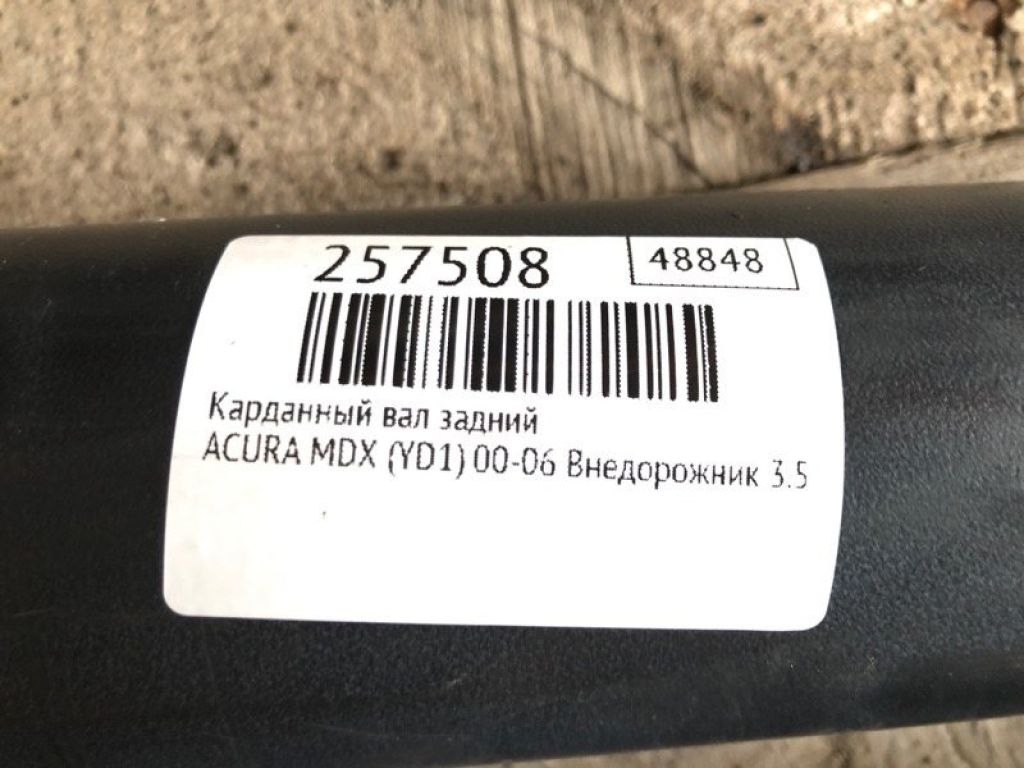 257508
48848
Карданный вал задний
ACURA MDX (YD1) 00-06 Внедорожник 3.5